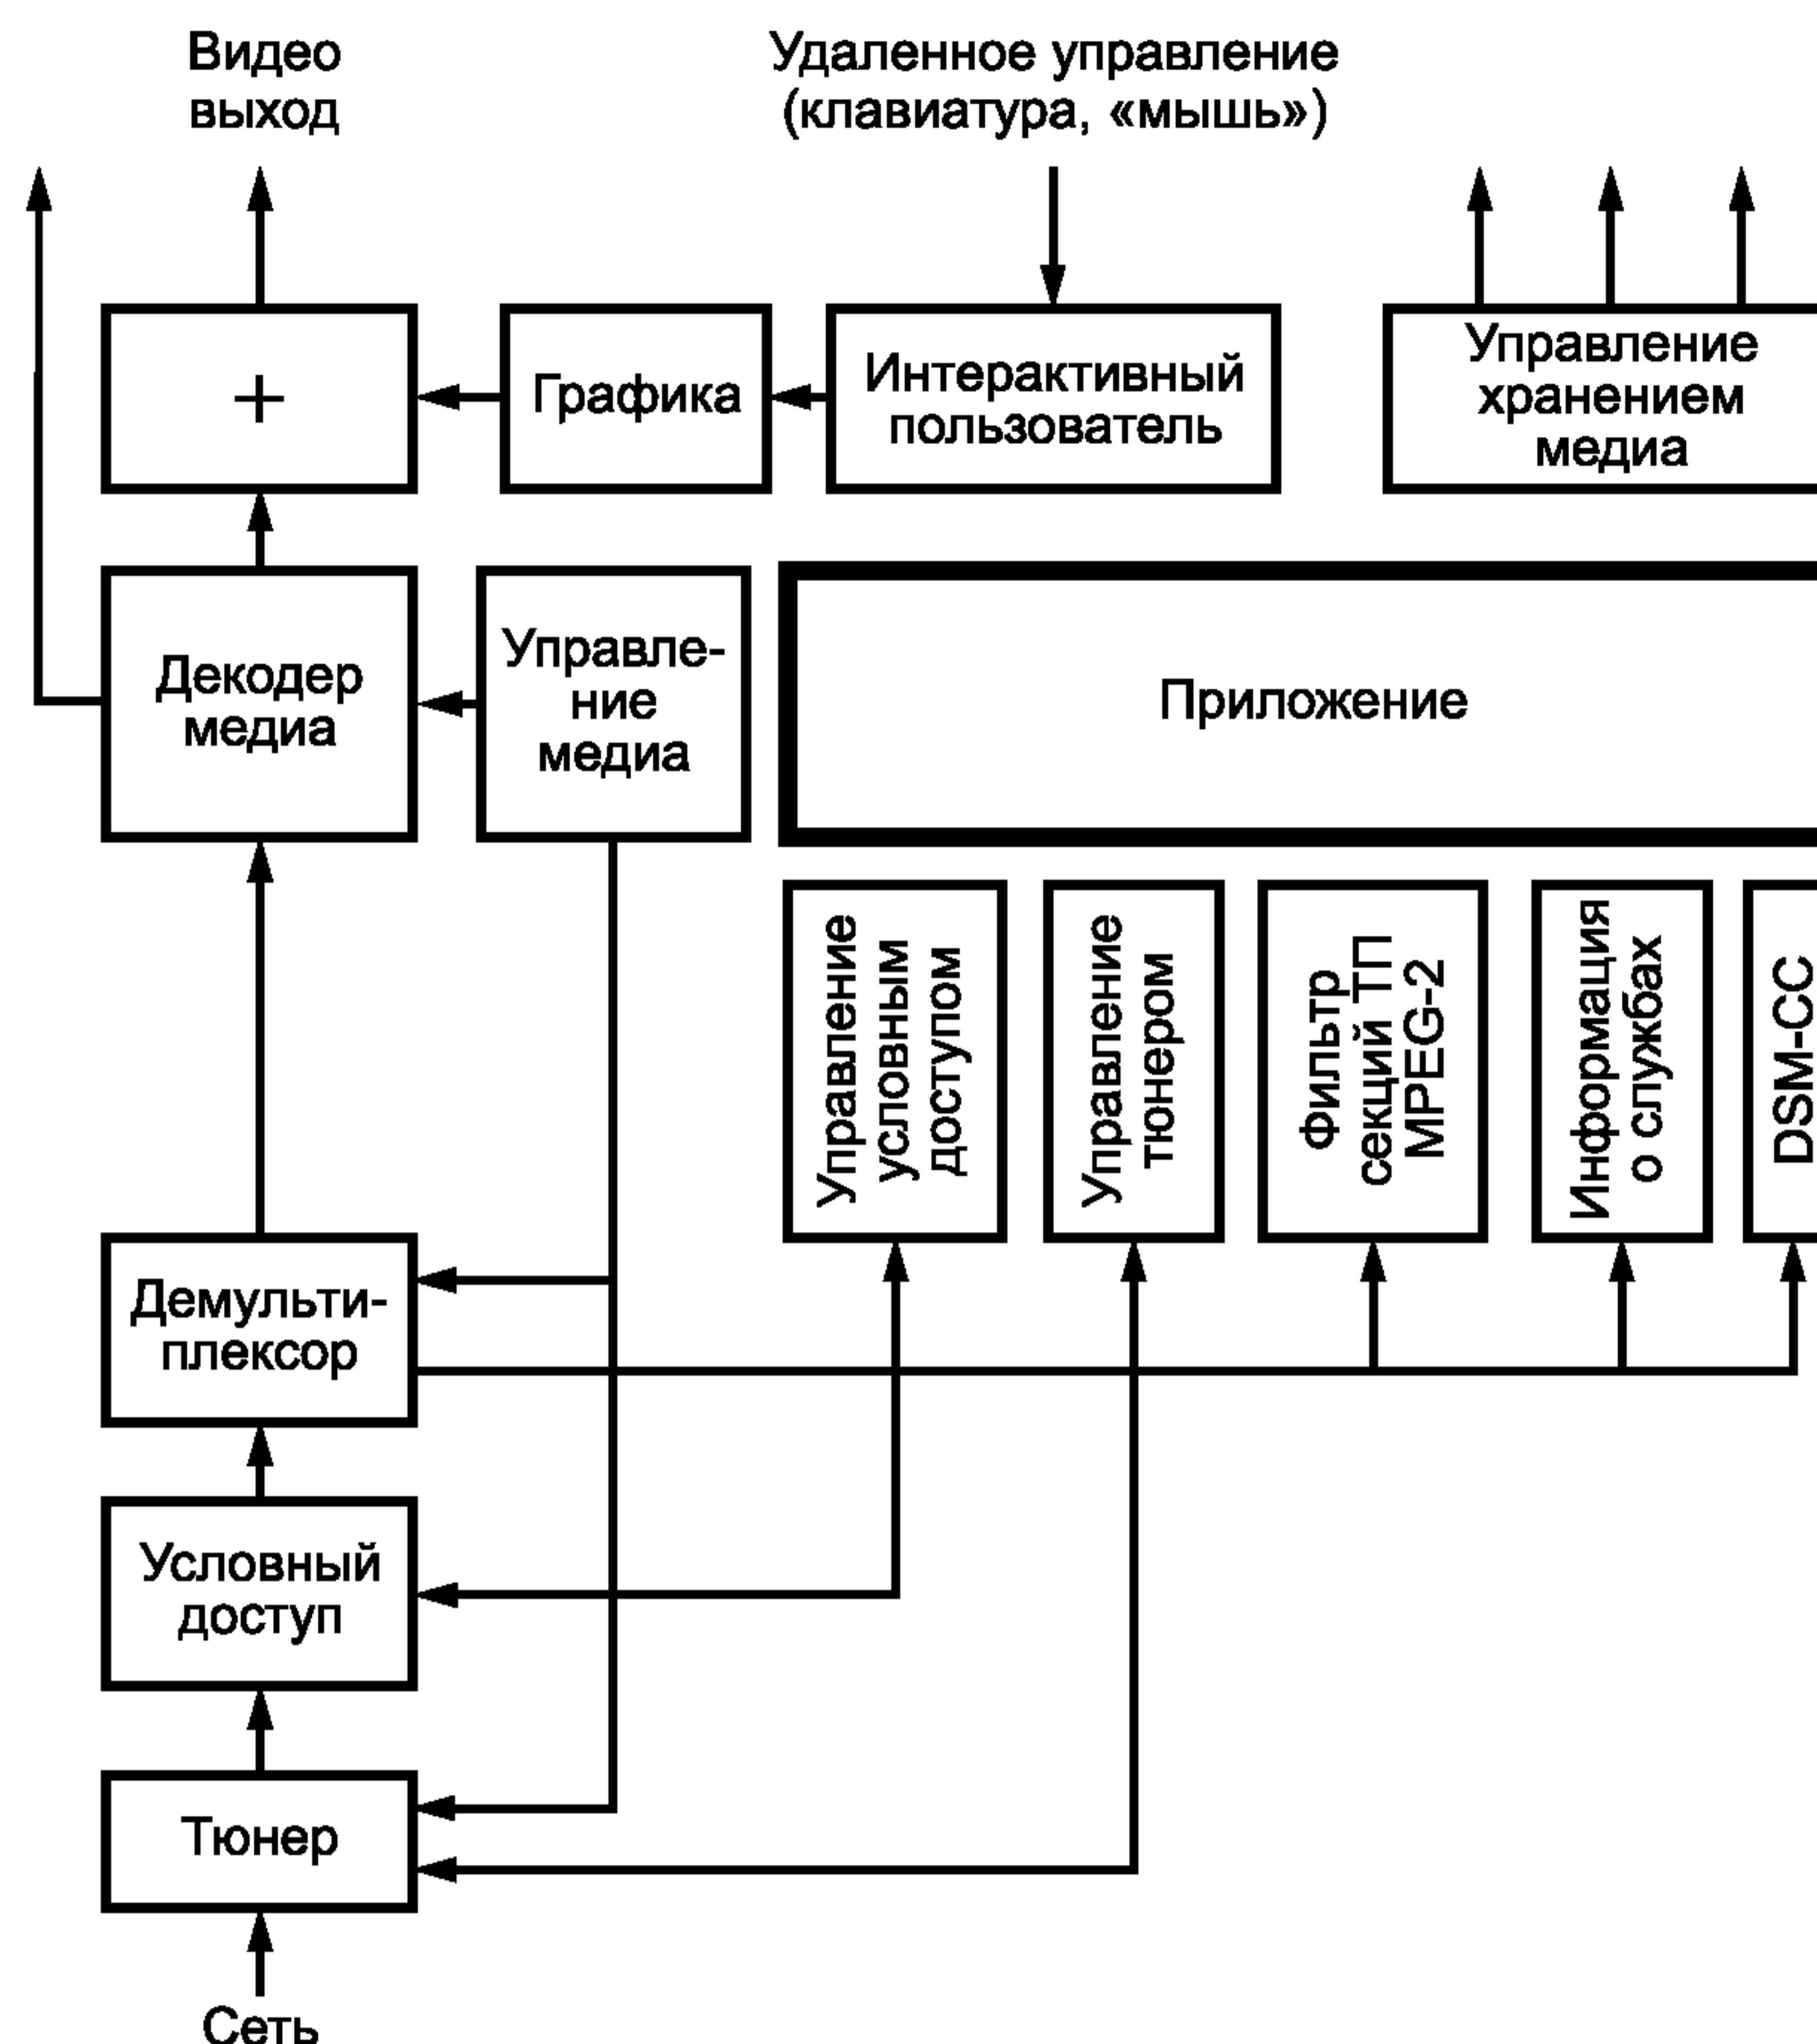 Видео
выход
Удаленное управление
(клавиатура, «мышь»)
+
Графика
Интерактивный
пользователь
Управление
хранением
медиа
Декодер
медиа
Управле-
ние
медиа
Приложение
Управление
условным
доступом
Управление
тюнером
Фильтр
секций ТП
MPEG-2
Информация
о службах
DSM-CC
Демульти-
плексор
Условный
доступ
Тюнер
Сеть